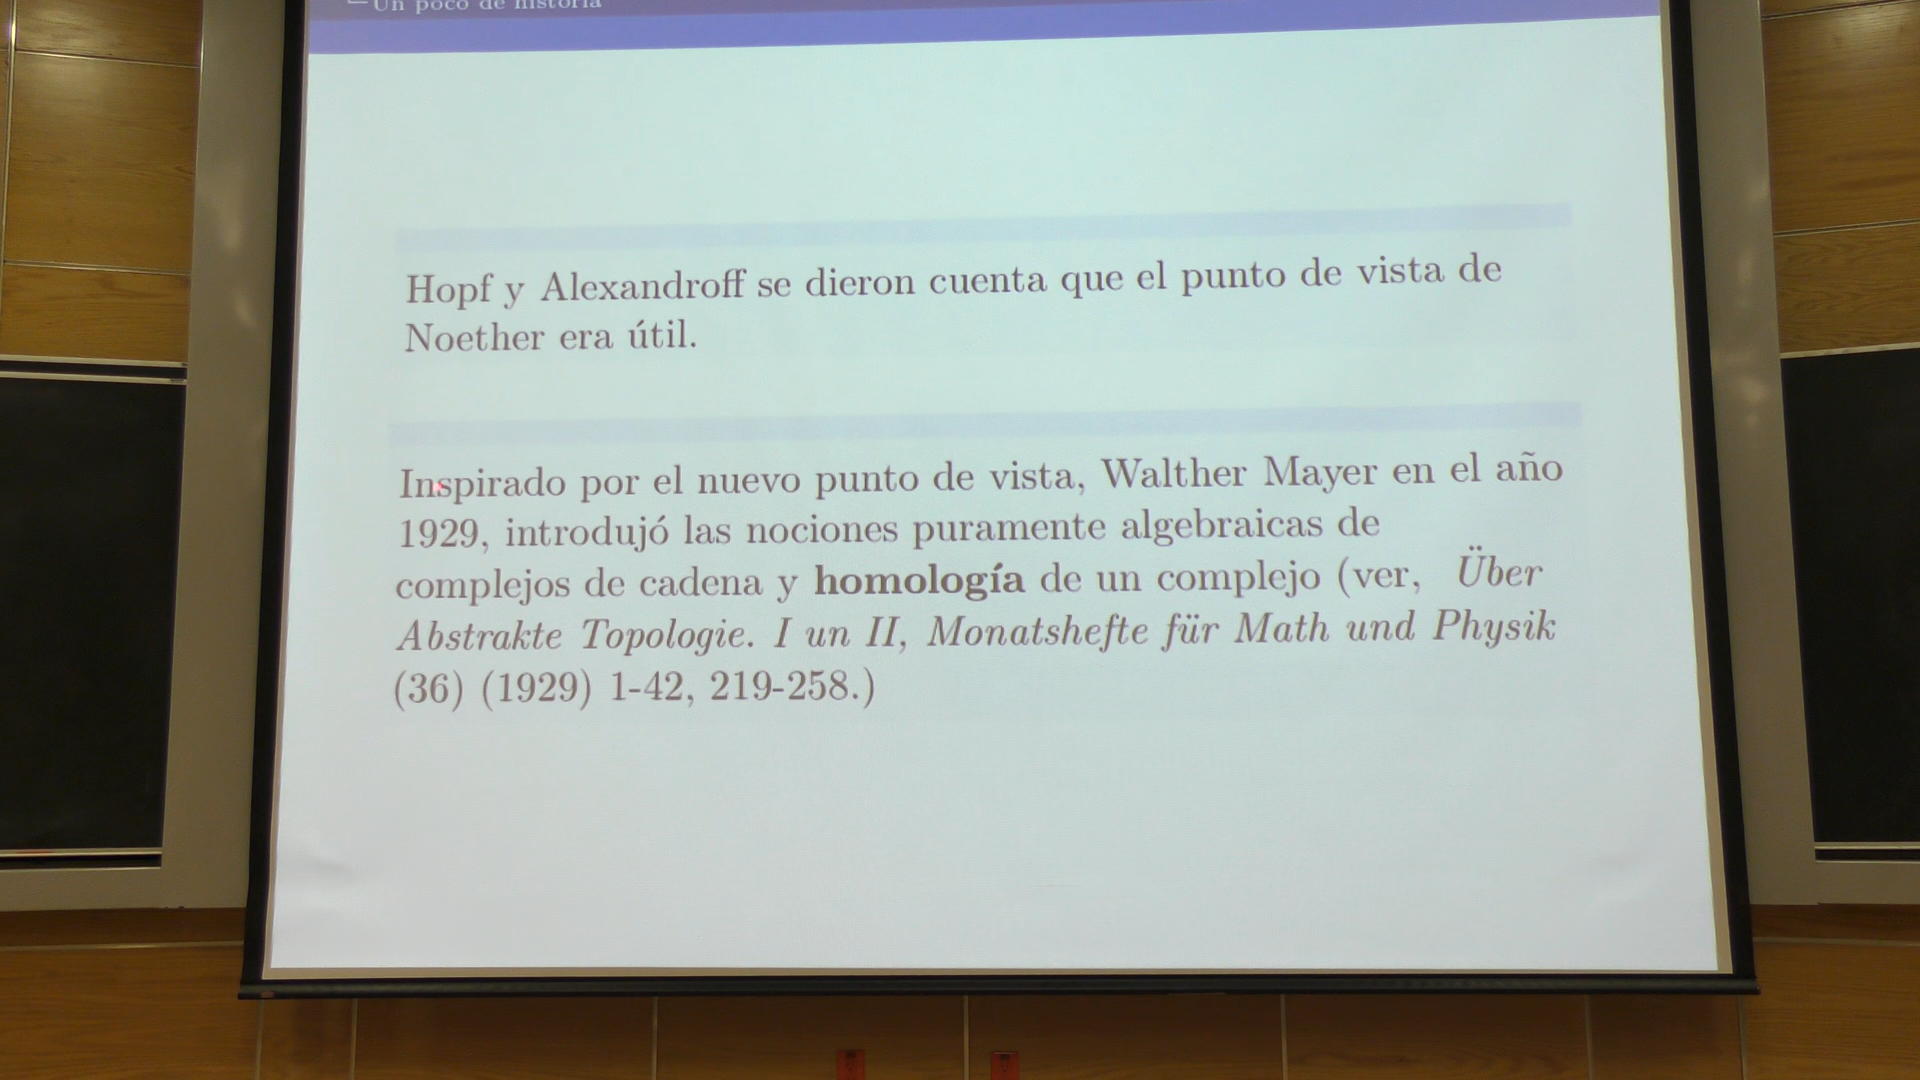 Un poco de historia
Hopf y Alexandroff se dieron cuenta que el punto de vista de
Noether era útil.
Inspirado por el nuevo punto de vista, Walther Mayer en el año
1929, introdujó las nociones puramente algebraicas de
complejos de cadena y homología de un complejo (ver, Über
Abstrakte Topologie. I un II, Monatshefte für Math und Physik
(36) (1929) 1-42, 219-258.)